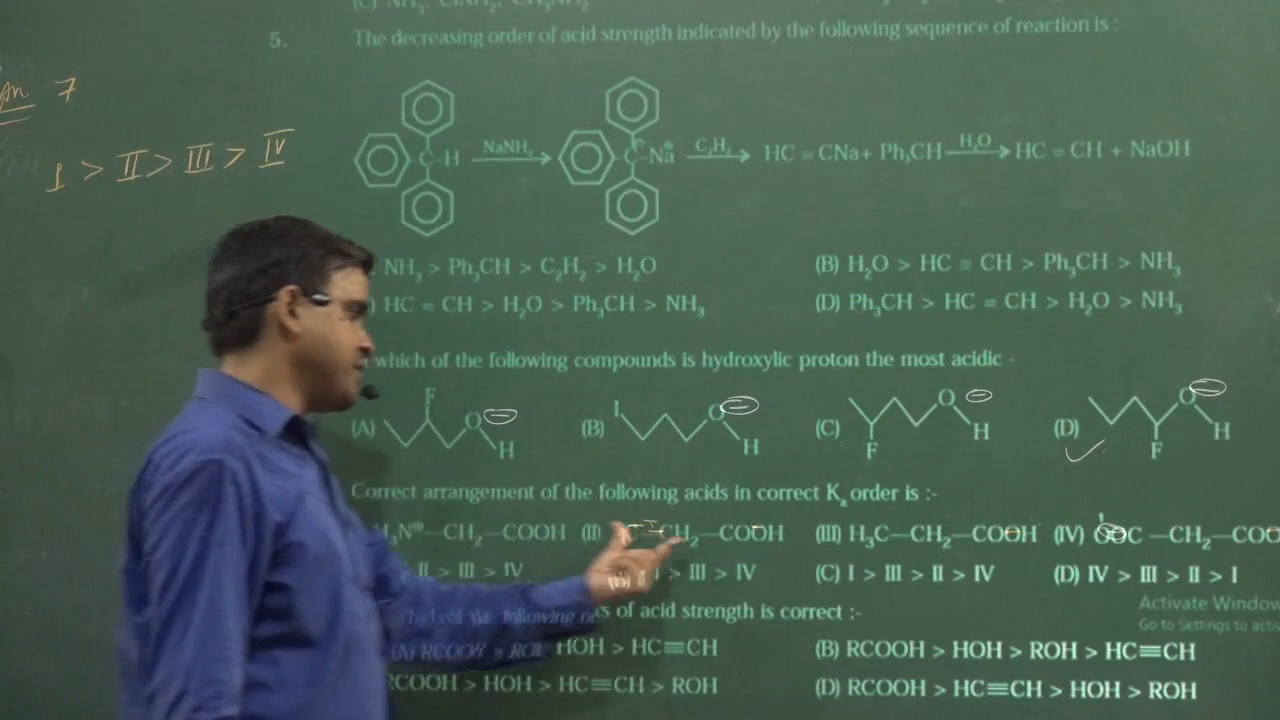 5. The decreasing order of acid strength indicated by the following sequence of reaction is :
7
I > II > III > IV
C-H NaNH₂ C-Na C₂H₂ HC ≡ CNa + Ph₃CH H₂O HC ≡ CH + NaOH
NH₃ > Ph₃CH > C₂H₂ > H₂O
(B) H₂O > HC ≡ CH > Ph₃CH > NH₃
HC ≡ CH > H₂O > Ph₃CH > NH₃
(D) Ph₃CH > HC ≡ CH > H₂O > NH₃
which of the following compounds is hydroxylic proton the most acidic -
(A) F O H
(B) I O H
(C) F O H
(D) F O H
Correct arrangement of the following acids in correct Kₐ order is :-
N⊕—CH₂—COOH (II) CH₂—COOH (III) H₃C—CH₂—COOH (IV) C—CH₂—COO
II > III > IV
> III > IV
(C) I > III > II > IV
(D) IV > III > II > I
Activate Window
Go to Settings to activ
of the following of acid strength is correct :-
(A) RCOOH > HOH > HC≡CH
(B) RCOOH > HOH > ROH > HC≡CH
RCOOH > HOH > HC≡CH > ROH
(D) RCOOH > HC≡CH > HOH > ROH